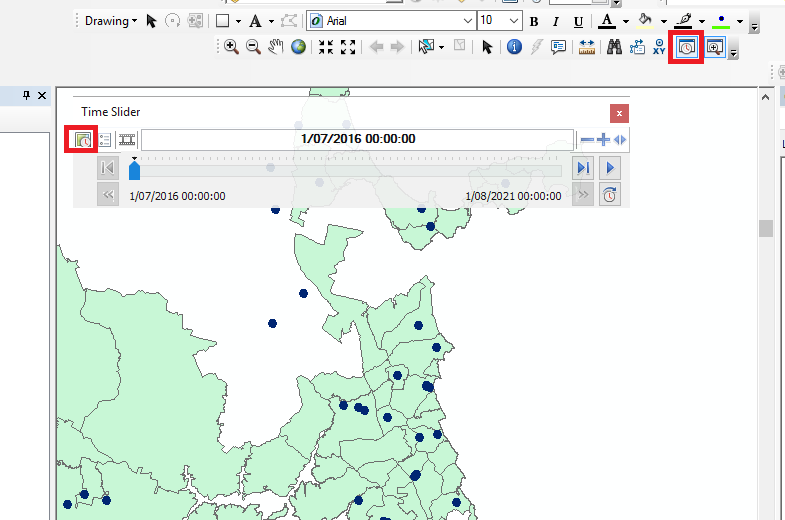 Drawing
A
Arial
10
B I U A
XY
Time Slider
x
1/07/2016 00:00:00
1/07/2016 00:00:00
1/08/2021 00:00:00